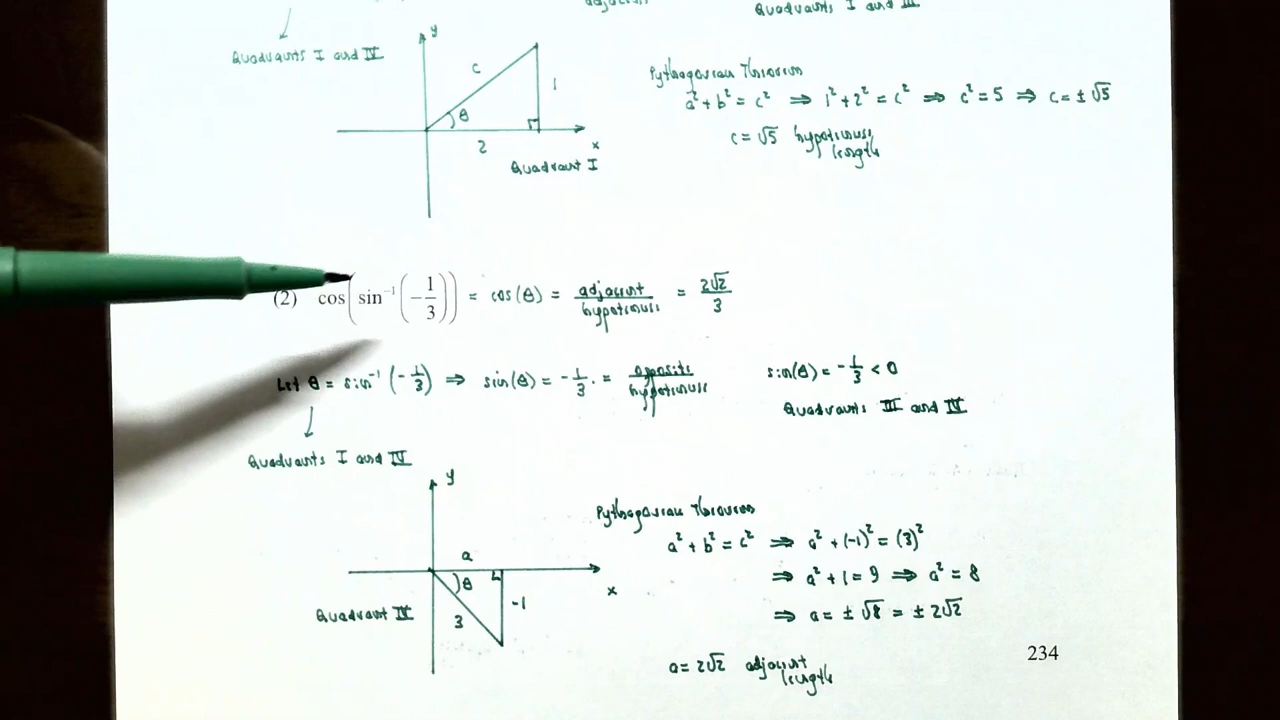 Quadrants I and III
Quadrants I and IV
y
c
1
θ
2
x
Quadrant I
Pythagorean Theorem
a² + b² = c² ⇒ 1² + 2² = c² ⇒ c² = 5 ⇒ c = ± √5
c = √5 hypotenuse
length
(2) cos(sin⁻¹(-1/3)) = cos(θ) = adjacent/hypotenuse = 2√2/3
Let θ = sin⁻¹(-1/3) ⇒ sin(θ) = -1/3. = opposite/hypotenuse
sin(θ) = -1/3 < 0
Quadrants III and IV
Quadrants I and IV
y
a
θ
x
-1
3
Quadrant IV
Pythagorean Theorem
a² + b² = c² ⇒ a² + (-1)² = (3)²
⇒ a² + 1 = 9 ⇒ a² = 8
⇒ a = ± √8 = ± 2√2
a = 2√2 adjacent
length
234